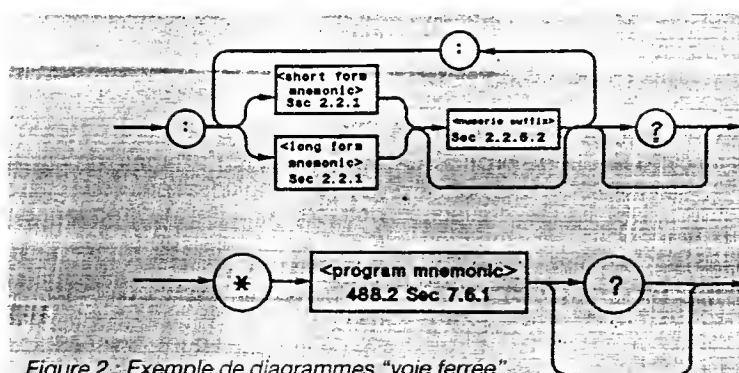 :
<short form
mnemonic>
Sec 2.2.1
:
<long form
mnemonic>
Sec 2.2.1
<numeric suffix>
Sec 2.2.6.2
?
*
<program mnemonic>
488.2 Sec 7.6.1
?
Figure 2 : Exemple de diagrammes "voie ferrée"